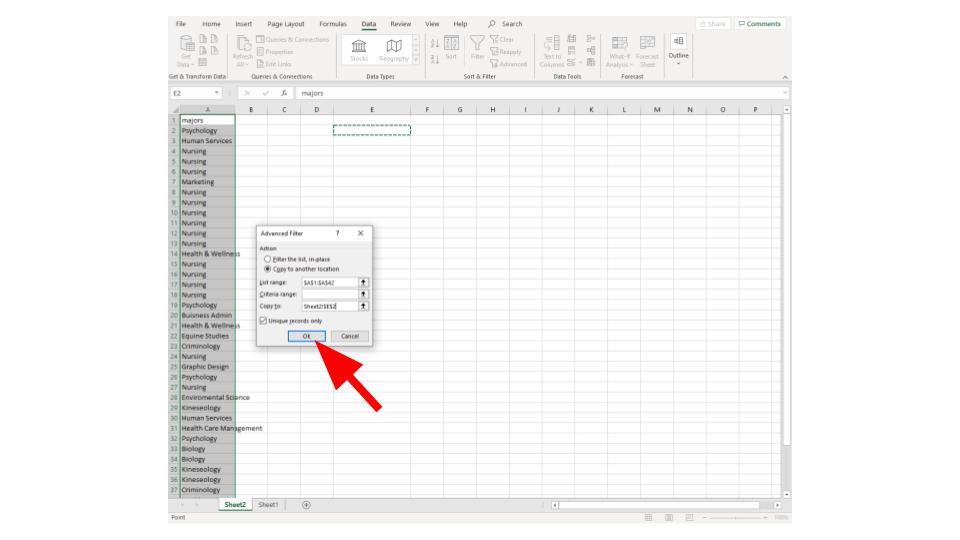 File Home Insert Page Layout Formulas Data Review View Help Search Share Comments
Get Data Refresh All Queries & Connections Properties Edit Links Stocks Geography Sort Filter Clear Reapply Advanced Text to Columns What-If Analysis Forecast Sheet Outline
Get & Transform Data Queries & Connections Data Types Sort & Filter Data Tools Forecast
E2 fx majors
A B C D E F G H I J K L M N O P
1 majors
2 Psychology
3 Human Services
4 Nursing
5 Nursing
6 Nursing
7 Marketing
8 Nursing
9 Nursing
10 Nursing
11 Nursing
12 Nursing
13 Nursing
14 Health & Wellness
15 Nursing
16 Nursing
17 Nursing
18 Nursing
19 Psychology
20 Buisness Admin
21 Health & Wellness
22 Equine Studies
23 Criminology
24 Nursing
25 Graphic Design
26 Psychology
27 Nursing
28 Enviromental Science
29 Kineseology
30 Human Services
31 Health Care Management
32 Psychology
33 Biology
34 Biology
35 Kineseology
36 Kineseology
37 Criminology
Advanced Filter ? X
Action
Filter the list, in-place
Copy to another location
List range: $A$1:$A$42
Criteria range:
Copy to: Sheet2!$E$2
Unique records only
OK Cancel
Sheet2 Sheet1
Point 100%